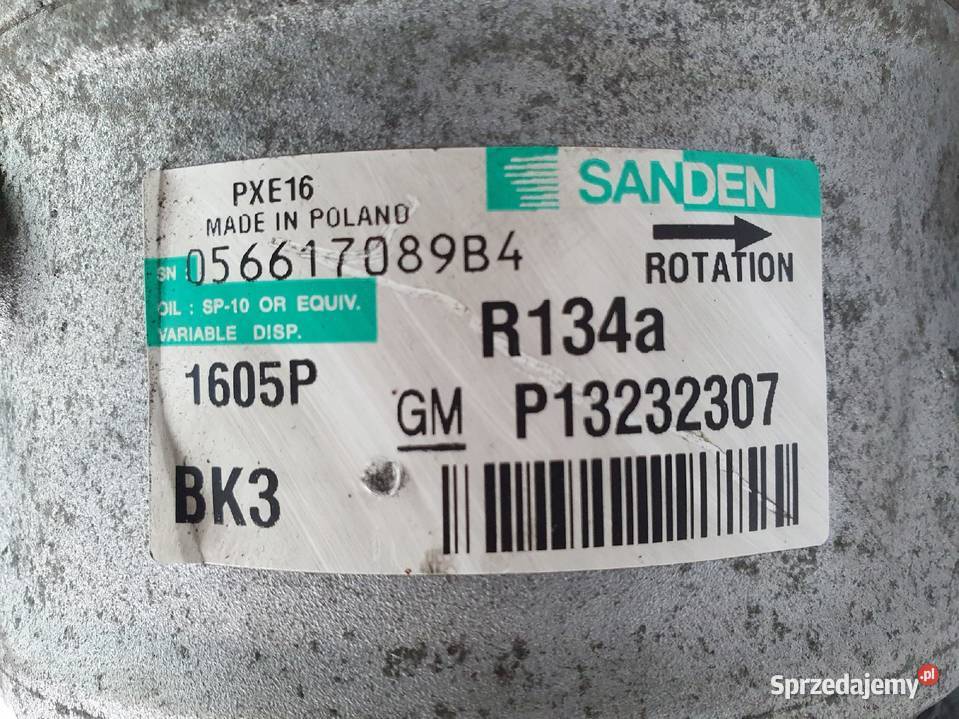 PXE16
MADE IN POLAND
SN : 056617089B4
OIL : SP-10 OR EQUIV.
VARIABLE DISP.
1605P
BK3
SANDEN
ROTATION
R134a
GM P13232307
Sprzedajemy.pl